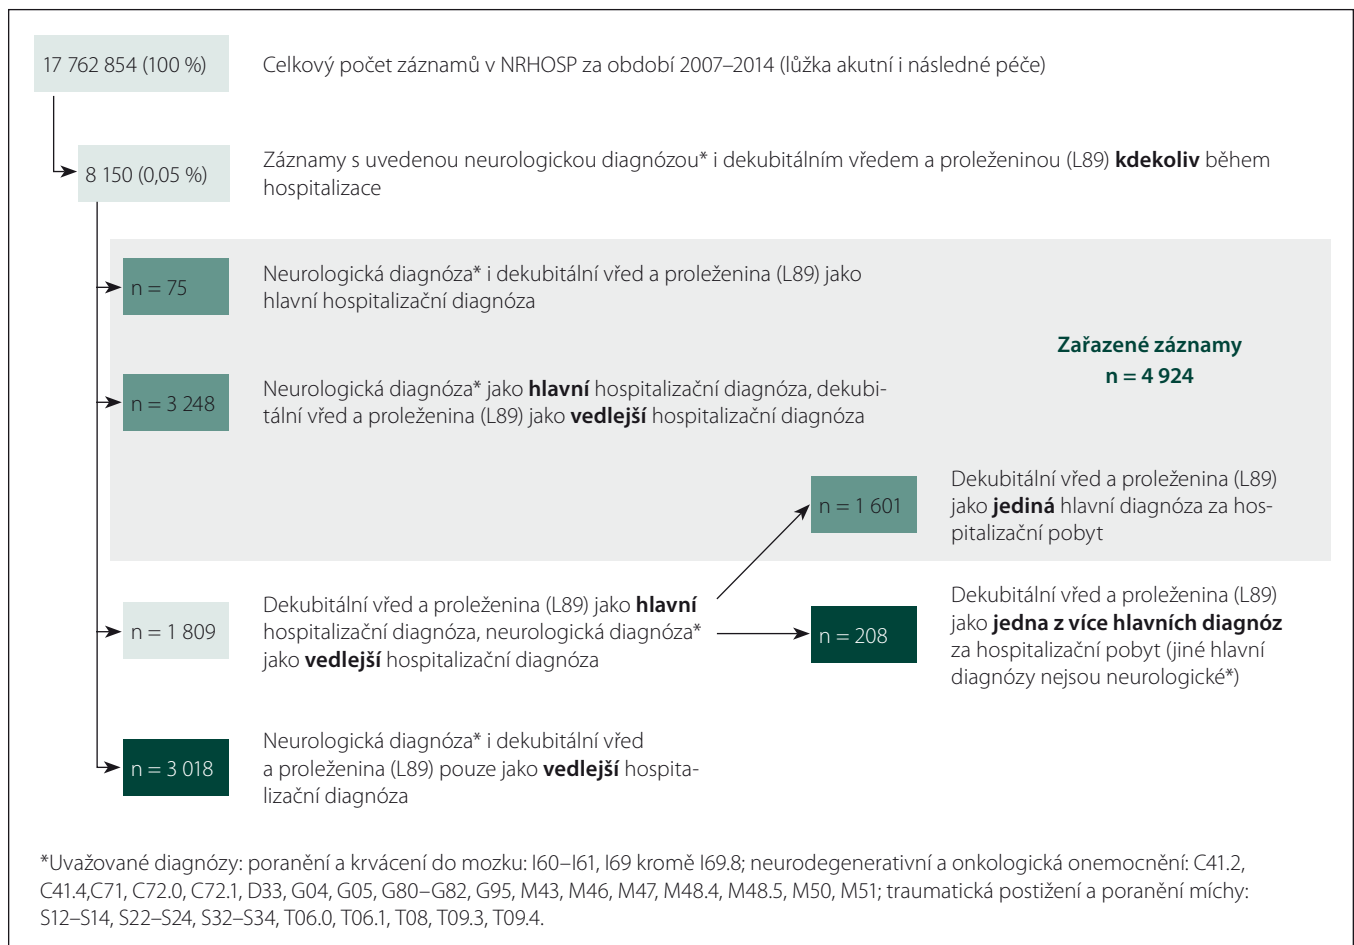 17 762 854 (100 %)
Celkový počet záznamů v NRHOSP za období 2007–2014 (lůžka akutní i následné péče)
8 150 (0,05 %)
Záznamy s uvedenou neurologickou diagnózou* i dekubitálním vředem a proleženinou (L89) kdekoliv během
hospitalizace
n = 75
Neurologická diagnóza* i dekubitální vřed a proleženina (L89) jako
hlavní hospitalizační diagnóza
Zařazené záznamy
n = 4 924
n = 3 248
Neurologická diagnóza* jako hlavní hospitalizační diagnóza, dekubi-
tální vřed a proleženina (L89) jako vedlejší hospitalizační diagnóza
n = 1 601
Dekubitální vřed a proleženina (L89)
jako jediná hlavní diagnóza za hos-
pitalizační pobyt
n = 1 809
Dekubitální vřed a proleženina (L89) jako hlavní
hospitalizační diagnóza, neurologická diagnóza*
jako vedlejší hospitalizační diagnóza
n = 208
Dekubitální vřed a proleženina (L89)
jako jedna z více hlavních diagnóz
za hospitalizační pobyt (jiné hlavní
diagnózy nejsou neurologické*)
n = 3 018
Neurologická diagnóza* i dekubitální vřed
a proleženina (L89) pouze jako vedlejší hospita-
lizační diagnóza
*Uvažované diagnózy: poranění a krvácení do mozku: I60–I61, I69 kromě I69.8; neurodegenerativní a onkologická onemocnění: C41.2,
C41.4,C71, C72.0, C72.1, D33, G04, G05, G80–G82, G95, M43, M46, M47, M48.4, M48.5, M50, M51; traumatická postižení a poranění míchy:
S12–S14, S22–S24, S32–S34, T06.0, T06.1, T08, T09.3, T09.4.